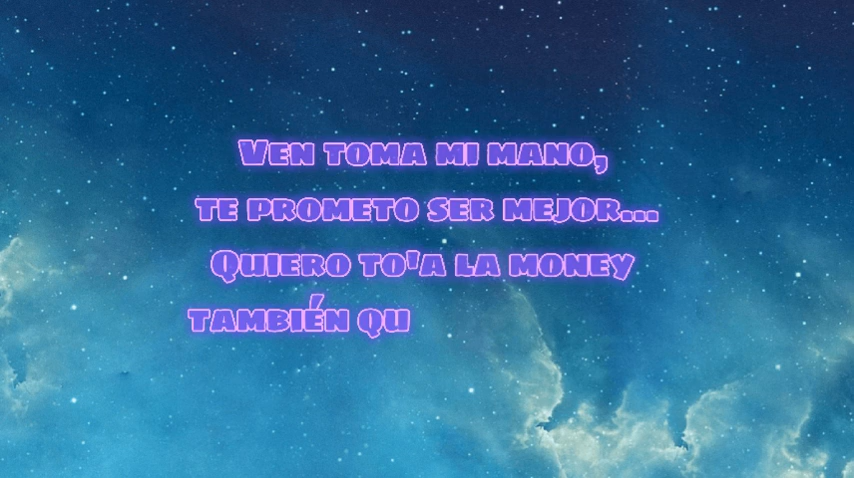 Ven toma mi mano,
te prometo ser mejor...
Quiero to'a la money
también qu